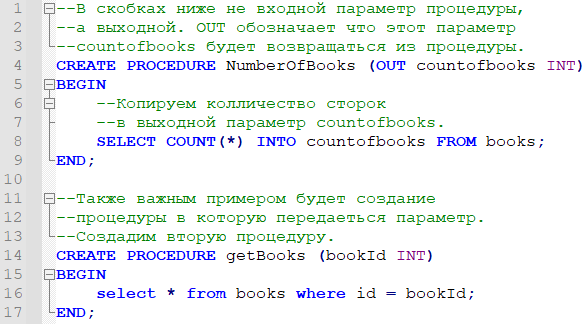 1 --В скобках ниже не входной параметр процедуры,
2 --а выходной. OUT обозначает что этот параметр
3 --countofbooks будет возвращаться из процедуры.
4 CREATE PROCEDURE NumberOfBooks (OUT countofbooks INT)
5 BEGIN
6 --Копируем колличество сторок
7 --в выходной параметр countofbooks.
8 SELECT COUNT(*) INTO countofbooks FROM books;
9 END;
10
11 --Также важным примером будет создание
12 --процедуры в которую передаеться параметр.
13 --Создадим вторую процедуру.
14 CREATE PROCEDURE getBooks (bookId INT)
15 BEGIN
16 select * from books where id = bookId;
17 END;